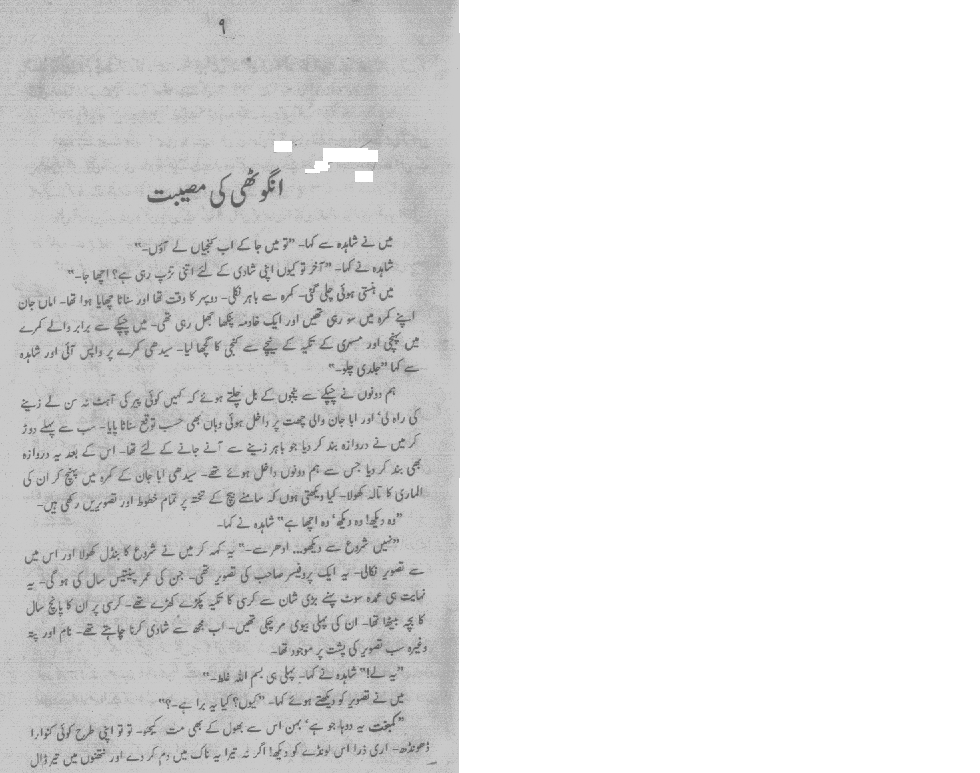 ۹
انگوٹھی کی مصیبت
میں نے شاہدہ سے کہا۔ ”تو میں جا کے اب کنجیاں لے آؤں۔“
شاہدہ نے کہا۔ ”آخر تو کیوں اپنی شادی کے لئے اتنی تڑپ رہی ہے؟ اچھا جا۔“
میں ہنستی ہوئی چلی گئی۔ کمرہ سے باہر نکلی۔ دوپہر کا وقت تھا اور سناٹا چھایا ہوا تھا۔ اماں جان
اپنے کمرہ میں سو رہی تھیں اور ایک خادمہ پنکھا جھل رہی تھی۔ میں چپکے سے برابر والے کمرے
میں پہنچی اور مسہری کے تکیہ کے نیچے سے کنجی کا گچھا لیا۔ سیدھی کمرے پر واپس آئی اور شاہدہ
سے کہا ”جلدی چلو۔“
ہم دونوں نے چپکے سے پنجوں کے بل چلتے ہوئے کہ کہیں کوئی پیر کی آہٹ نہ سن لے زینے
کی راہ لی‘ اور ابا جان والی چھت پر داخل ہوئی وہاں بھی حسب توقع سناٹا پایا۔ سب سے پہلے دوڑ
کر میں نے دروازہ بند کر دیا جو باہر زینے سے آنے جانے کے لئے تھا۔ اس کے بعد یہ دروازہ
بھی بند کر دیا جس سے ہم دونوں داخل ہوئے تھے۔ سیدھی ابا جان کے کمرہ میں پہنچ کر ان کی
الماری کا تالہ کھولا۔ کیا دیکھتی ہوں کہ سامنے بیچ کے تختہ پر تمام خطوط اور تصویریں رکھی ہیں۔
”وہ دیکھ! وہ دیکھ‘ وہ اچھا ہے“ شاہدہ نے کہا۔
”نہیں شروع سے دیکھو... ادھر سے۔“ یہ کہہ کر میں نے شروع کا بنڈل کھولا اور اس میں
سے تصویر نکالی۔ یہ ایک پروفیسر صاحب کی تصویر تھی۔ جن کی عمر پینتیس سال کی ہو گی۔ یہ
نہایت ہی عمدہ سوٹ پہنے بڑی شان سے کرسی کا تکیہ پکڑے کھڑے تھے۔ کرسی پر ان کا پانچ سال
کا بچہ بیٹھا تھا۔ ان کی پہلی بیوی مر چکی تھیں۔ اب مجھ سے شادی کرنا چاہتے تھے۔ نام اور پتہ
وغیرہ سب تصویر کی پشت پر موجود تھا۔
”یہ لے!“ شاہدہ نے کہا۔ پہلی ہی بسم اللہ غلط۔“
میں نے تصویر کو دیکھتے ہوئے کہا۔ ”کیوں؟ کیا یہ برا ہے۔؟“
”کمبخت یہ دوہا جو ہے‘ بہن اس سے بھول کے بھی مت کیجئو۔ تو تو اپنی طرح کوئی کنوارا
ڈھونڈھ۔ اری ذرا اس لونڈے کو دیکھ! اگر نہ تیرا یہ ناک میں دم کر دے اور نتھنوں میں تیر ڈال